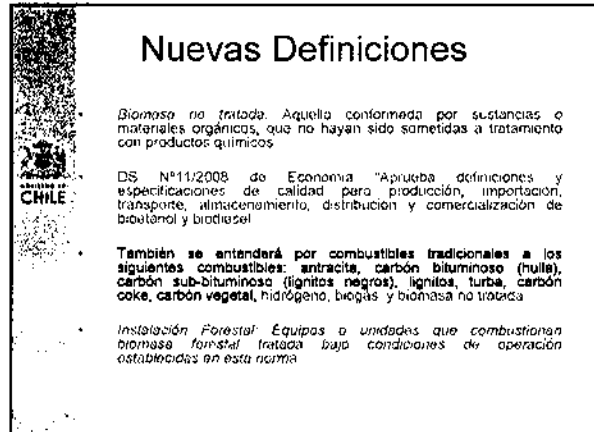 Nuevas Definiciones
Biomasa no tratada. Aquella conformada por sustancias o
materiales orgánicos, que no hayan sido sometidas a tratamiento
con productos químicos
DS Nº11/2008 de Economía "Aprueba definiciones y
especificaciones de calidad para producción, importación,
transporte, almacenamiento, distribución y comercialización de
bioetanol y biodiesel
GOBIERNO DE
CHILE
También se entenderá por combustibles tradicionales a los
siguientes combustibles: antracita, carbón bituminoso (hulla),
carbón sub-bituminoso (lignitos negros), lignitos, turba, carbón
coke, carbón vegetal, hidrógeno, biogás y biomasa no tratada
Instalación Forestal: Equipos o unidades que combustionan
biomasa forestal tratada bajo condiciones de operación
establecidas en esta norma